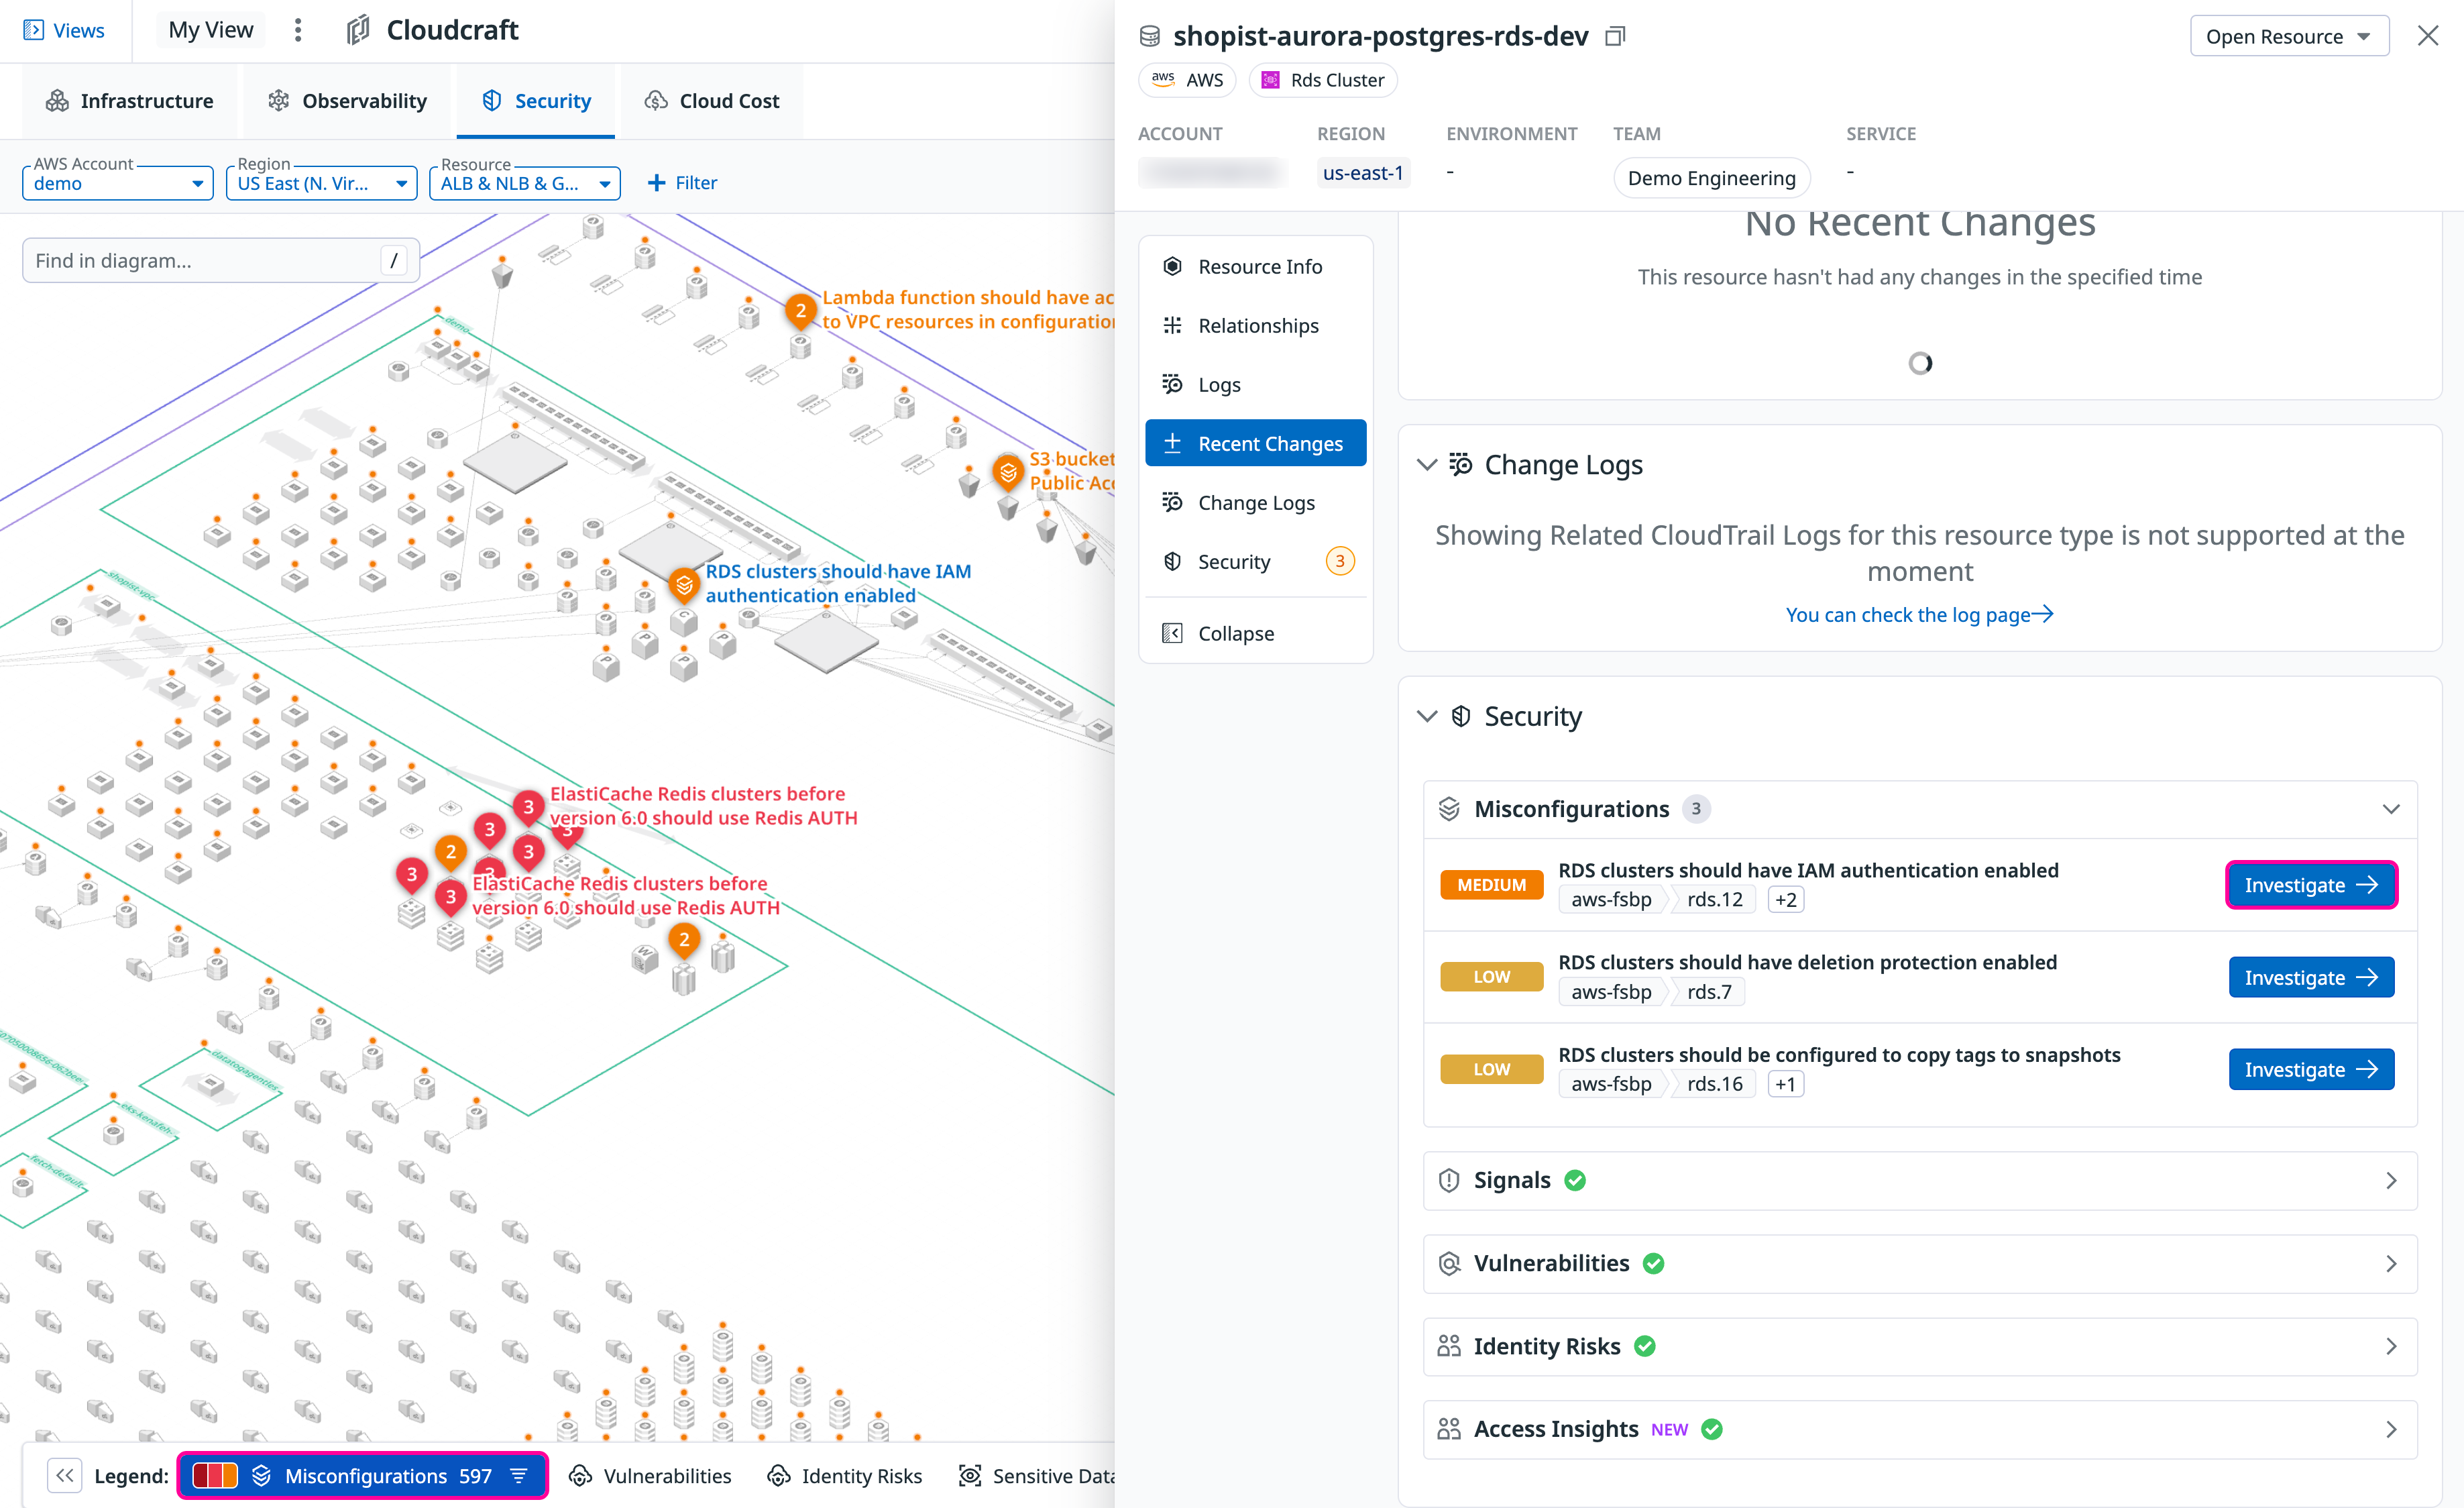 Views
My View
Cloudcraft
Infrastructure
Observability
Security
Cloud Cost
AWS Account
demo
Region
US East (N. Vir...
Resource
ALB & NLB & G...
Filter
Find in diagram...
/
demo
2
Lambda function should have ac
to VPC resources in configuration
S3 bucket
Public Acc
RDS clusters should have IAM
authentication enabled
C
P
P
P
P
shopist-vpc
3
ElastiCache Redis clusters before
version 6.0 should use Redis AUTH
3
3
2
3
3
3
3
ElastiCache Redis clusters before
version 6.0 should use Redis AUTH
2
eks-kenafeh-
fetch-default
Legend:
Misconfigurations 597
Vulnerabilities
Identity Risks
Sensitive Data
shopist-aurora-postgres-rds-dev
Open Resource
aws AWS
Rds Cluster
ACCOUNT
REGION
us-east-1
ENVIRONMENT
-
TEAM
Demo Engineering
SERVICE
-
Resource Info
Relationships
Logs
Recent Changes
Change Logs
Security 3
Collapse
No Recent Changes
This resource hasn't had any changes in the specified time
Change Logs
Showing Related CloudTrail Logs for this resource type is not supported at the
moment
You can check the log page
Security
Misconfigurations 3
MEDIUM
RDS clusters should have IAM authentication enabled
aws-fsbp rds.12 +2
Investigate
LOW
RDS clusters should have deletion protection enabled
aws-fsbp rds.7
Investigate
LOW
RDS clusters should be configured to copy tags to snapshots
aws-fsbp rds.16 +1
Investigate
Signals
Vulnerabilities
Identity Risks
Access Insights NEW